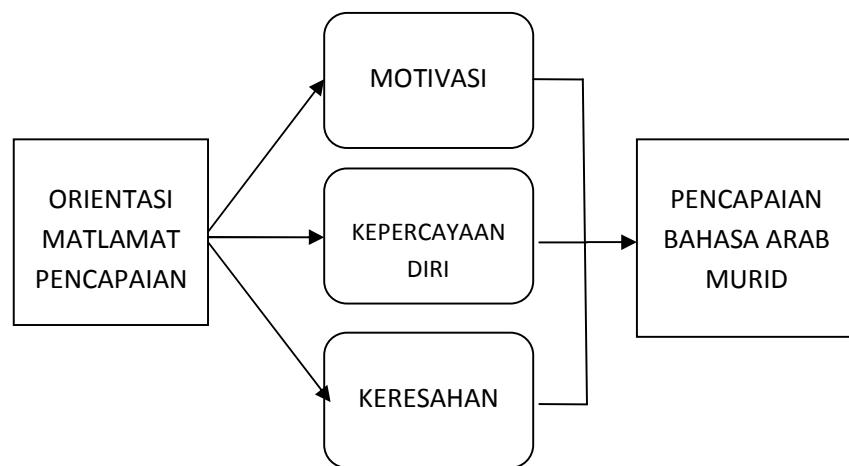 ORIENTASI
MATLAMAT
PENCAPAIAN
MOTIVASI
KEPERCAYAAN
DIRI
KERESAHAN
PENCAPAIAN
BAHASA ARAB
MURID